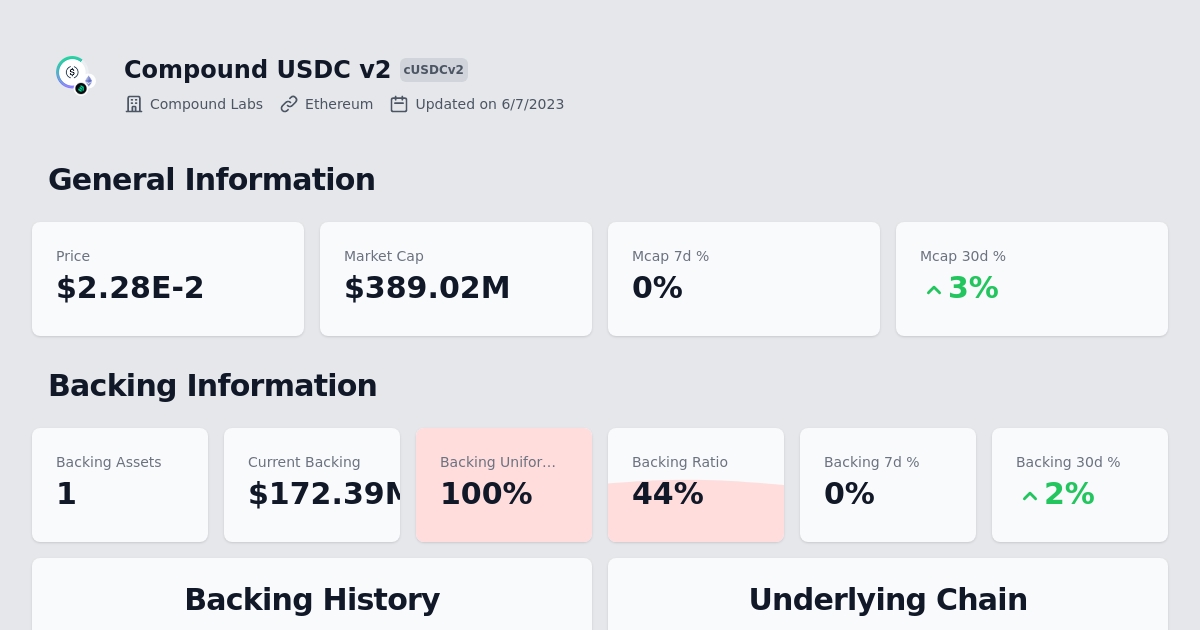 Compound USDC v2 cUSDCv2
Compound Labs Ethereum Updated on 6/7/2023
General Information
Price Market Cap Mcap 7d % Mcap 30d %
$2.28E-2 $389.02M 0% 3%
Backing Information
Backing Assets Current Backing Backing Unifor... Backing Ratio Backing 7d % Backing 30d %
1 $172.39M 100% 44% 0% 2%
Backing History Underlying Chain